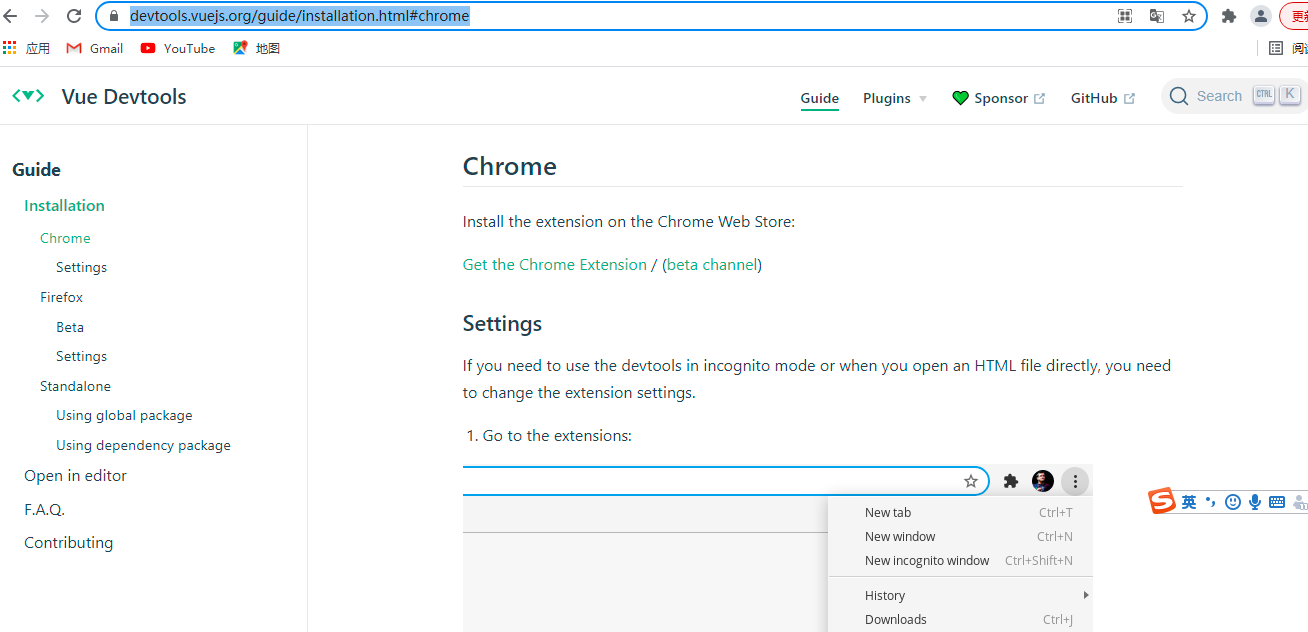 devtools.vuejs.org/guide/installation.html#chrome
应用 Gmail YouTube 地图
Vue Devtools
Guide Plugins Sponsor GitHub Search CTRL K
Guide
Installation
Chrome
Settings
Firefox
Beta
Settings
Standalone
Using global package
Using dependency package
Open in editor
F.A.Q.
Contributing
Chrome
Install the extension on the Chrome Web Store:
Get the Chrome Extension / (beta channel)
Settings
If you need to use the devtools in incognito mode or when you open an HTML file directly, you need
to change the extension settings.
1. Go to the extensions:
New tab Ctrl+T
New window Ctrl+N
New incognito window Ctrl+Shift+N
History
Downloads Ctrl+J
英